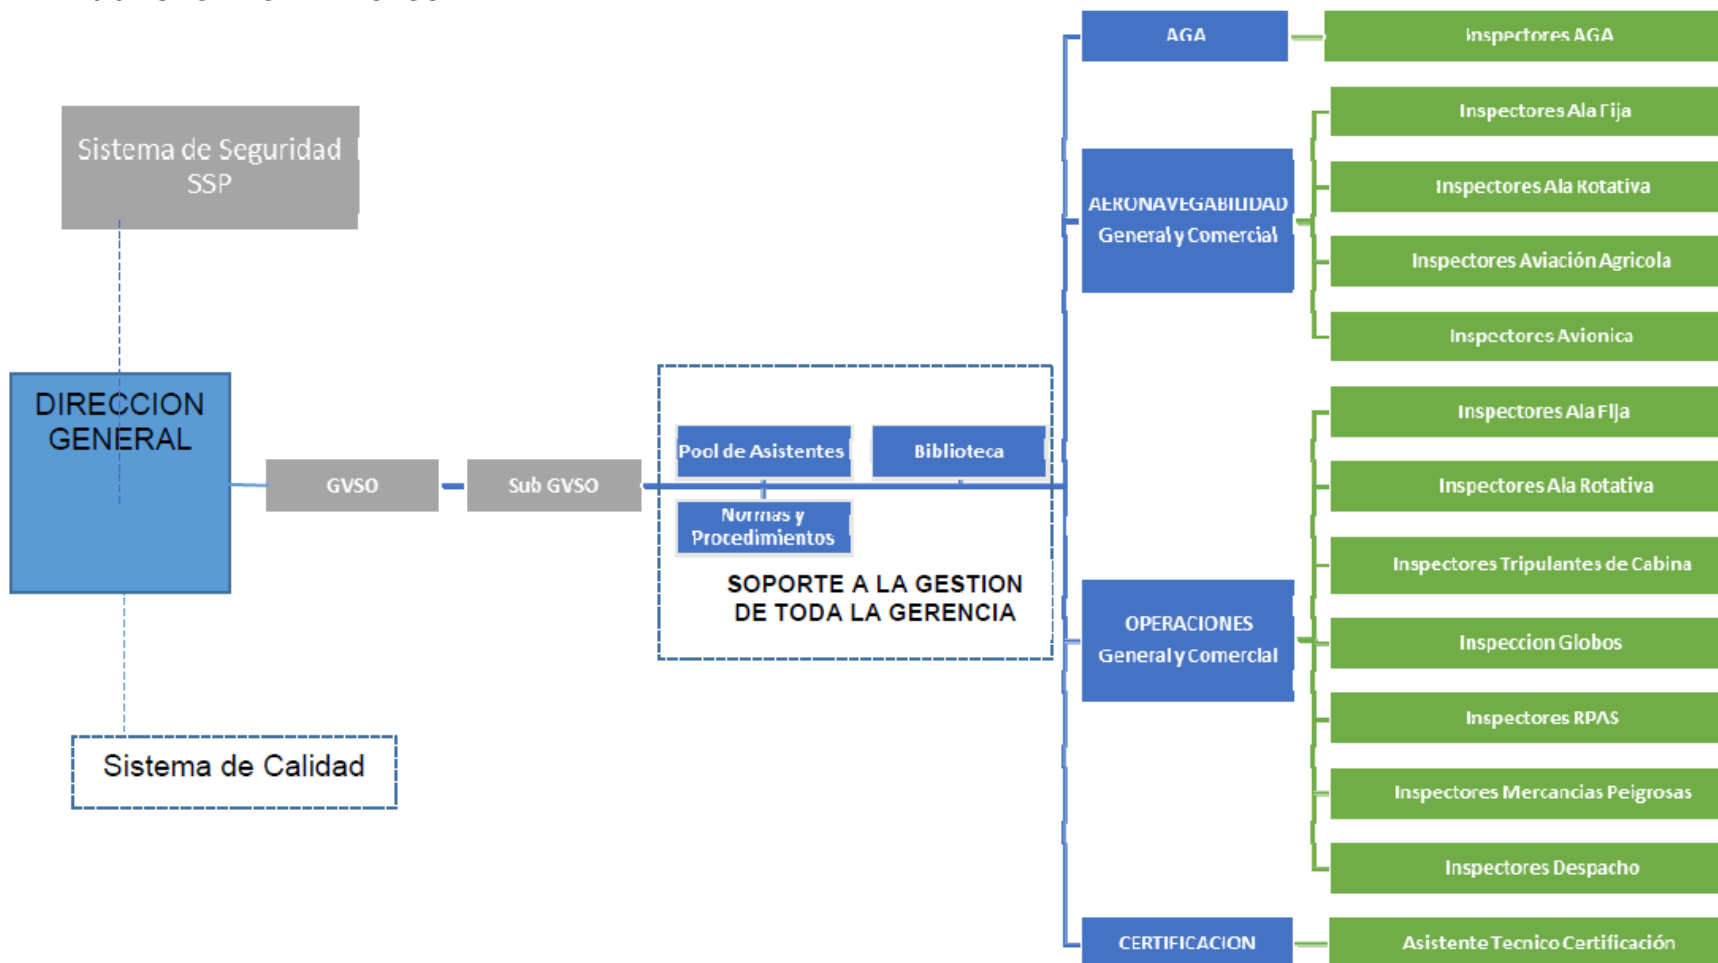 Sistema de Seguridad
SSP
DIRECCION
GENERAL
Sistema de Calidad
GVSO
Sub GVSO
Pool de Asistentes
Biblioteca
Normas y
Procedimientos
SOPORTE A LA GESTION
DE TODA LA GERENCIA
AGA
Inspectores AGA
AERONAVEGABILIDAD
General y Comercial
Inspectores Ala Fija
Inspectores Ala Rotativa
Inspectores Aviación Agricola
Inspectores Avionica
OPERACIONES
General y Comercial
Inspectores Ala Fija
Inspectores Ala Rotativa
Inspectores Tripulantes de Cabina
Inspeccion Globos
Inspectores RPAS
Inspectores Mercancias Peigrosas
Inspectores Despacho
CERTIFICACION
Asistente Tecnico Certificación